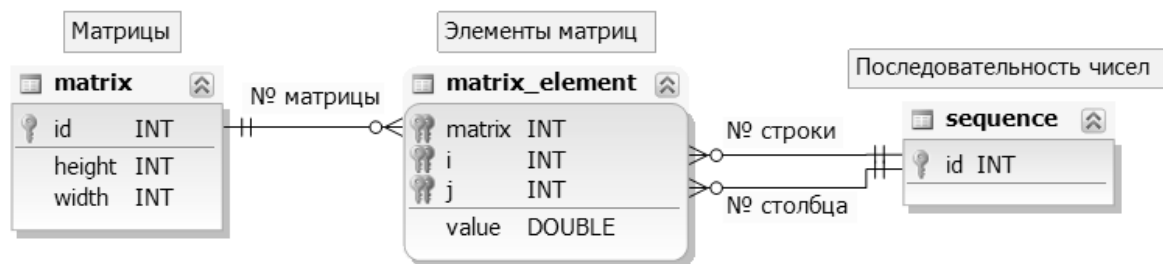 Матрицы
matrix
id INT
height INT
width INT
№ матрицы
Элементы матриц
matrix_element
matrix INT
i INT
j INT
value DOUBLE
№ строки
№ столбца
Последовательность чисел
sequence
id INT